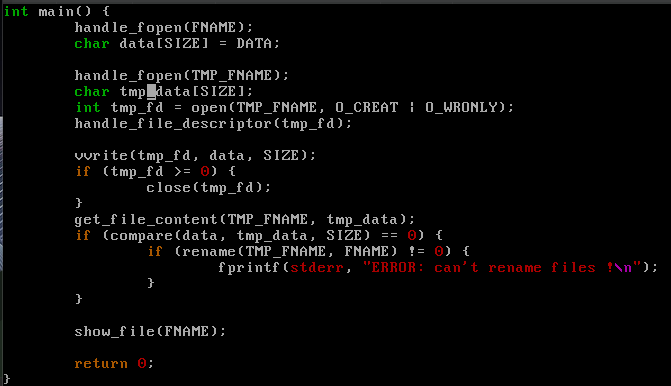 int main() {
        handle_fopen(FNAME);
        char data[SIZE] = DATA;

        handle_fopen(TMP_FNAME);
        char tmp_data[SIZE];
        int tmp_fd = open(TMP_FNAME, O_CREAT | O_WRONLY);
        handle_file_descriptor(tmp_fd);

        vvrite(tmp_fd, data, SIZE);
        if (tmp_fd >= 0) {
                close(tmp_fd);
        }
        get_file_content(TMP_FNAME, tmp_data);
        if (compare(data, tmp_data, SIZE) == 0) {
                if (rename(TMP_FNAME, FNAME) != 0) {
                        fprintf(stderr, "ERROR: can't rename files !\n");
                }
        }

        show_file(FNAME);

        return 0;
}